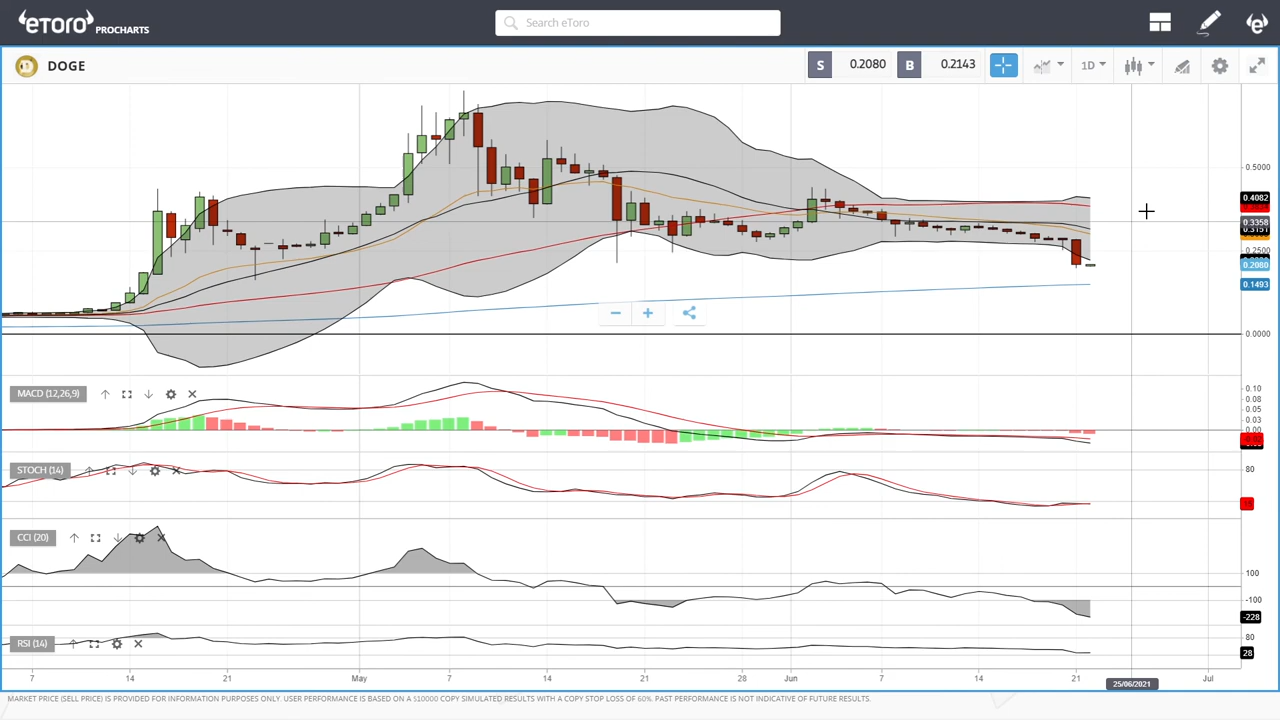 eToro PROCHARTS
Search eToro
DOGE
S 0.2080 B 0.2143
1D
0.5000
0.4082
0.3358
0.3151
0.2500
0.2080
0.1493
0.0000
MACD (12,26,9)
0.10
0.08
0.05
0.03
0.00
STOCH (14)
80
CCI (20)
100
-100
-228
RSI (14)
80
28
7 14 21 May 7 14 21 28 Jun 7 14 21 25/06/2021 Jul
MARKET PRICE (SELL PRICE) IS PROVIDED FOR INFORMATION PURPOSES ONLY. USER PERFORMANCE IS BASED ON A $10000 COPY SIMULATED RESULTS WITH A COPY STOP LOSS OF 60%. PAST PERFORMANCE IS NOT INDICATIVE OF FUTURE RESULTS.